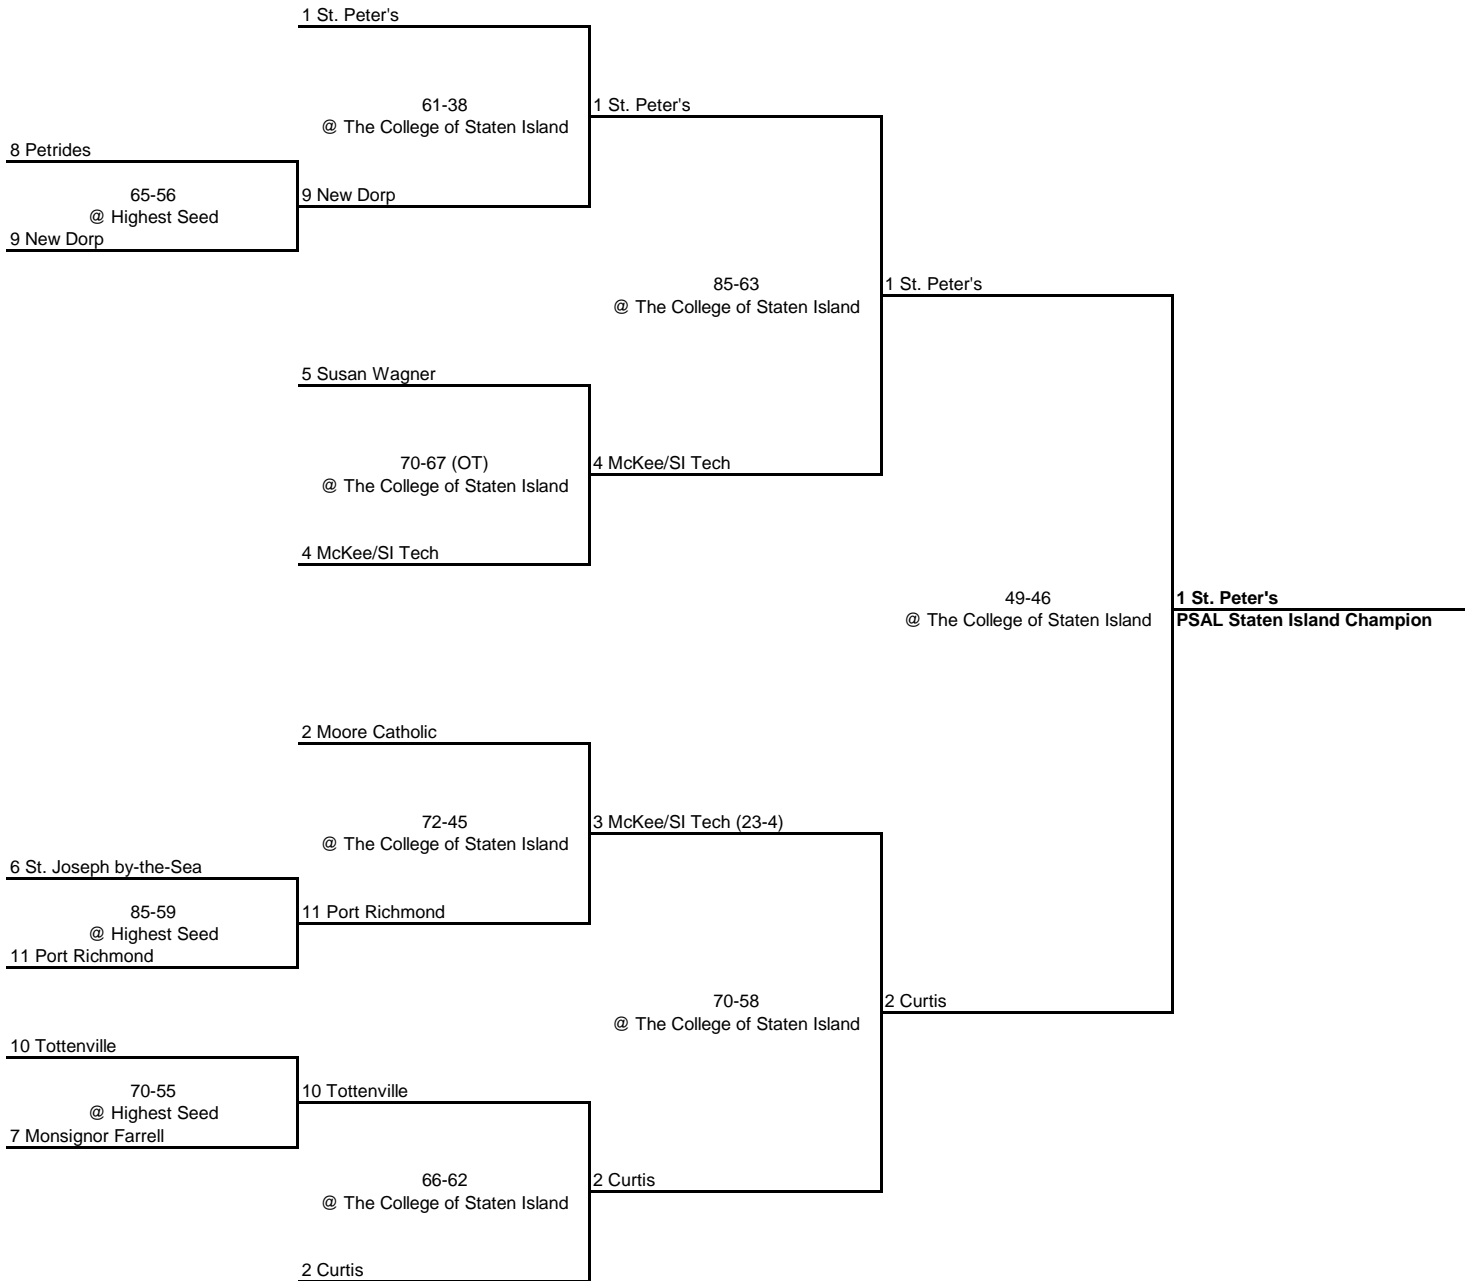 1 St. Peter's
61-38
@ The College of Staten Island
1 St. Peter's
8 Petrides
65-56
@ Highest Seed
9 New Dorp
9 New Dorp
85-63
@ The College of Staten Island
1 St. Peter's
5 Susan Wagner
70-67 (OT)
@ The College of Staten Island
4 McKee/SI Tech
4 McKee/SI Tech
49-46
@ The College of Staten Island
1 St. Peter's
PSAL Staten Island Champion
2 Moore Catholic
72-45
@ The College of Staten Island
3 McKee/SI Tech (23-4)
6 St. Joseph by-the-Sea
85-59
@ Highest Seed
11 Port Richmond
11 Port Richmond
70-58
@ The College of Staten Island
2 Curtis
10 Tottenville
70-55
@ Highest Seed
10 Tottenville
7 Monsignor Farrell
66-62
@ The College of Staten Island
2 Curtis
2 Curtis